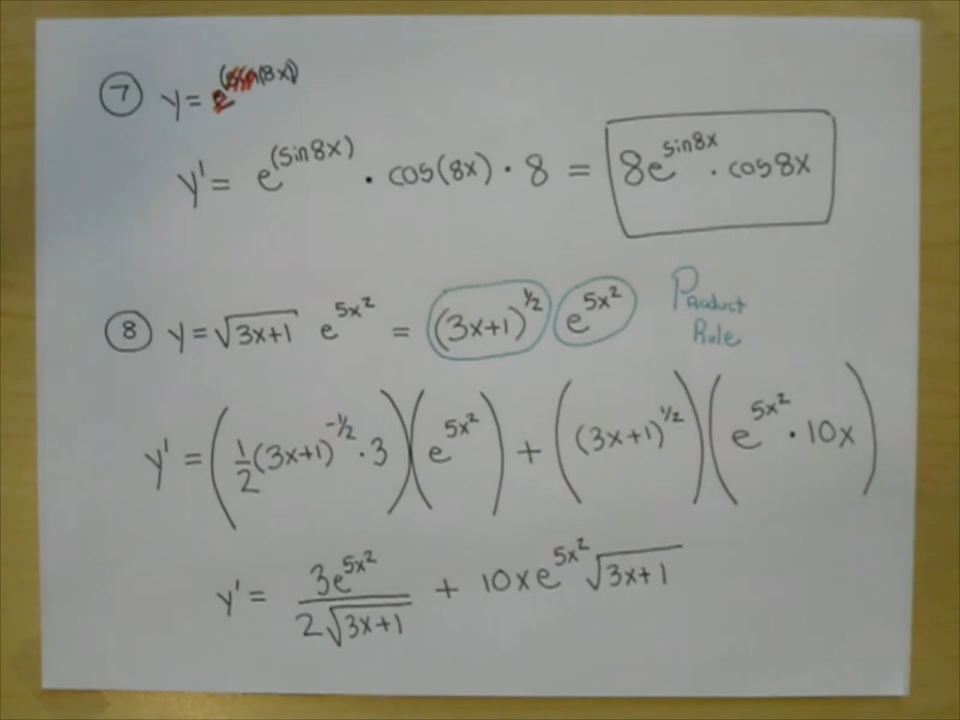 7 y = e^(sin(8x))
y' = e^(sin8x) · cos(8x) · 8 = 8e^sin8x · cos8x
8 y = √(3x+1) e^5x² = (3x+1)^½ e^5x² Product
Rule
y' = (½(3x+1)^-½ · 3)(e^5x²) + ((3x+1)^½)(e^5x² · 10x)
y' = 3e^5x² / 2√(3x+1) + 10xe^5x² √(3x+1)